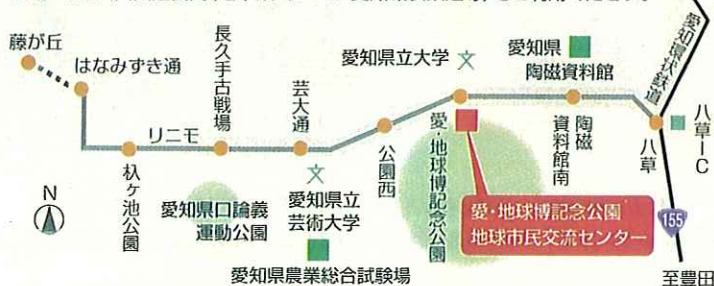 藤が丘
はなみずき通
リニモ
杁ヶ池公園
長久手古戦場
愛知県口論義
運動公園
芸大通
愛知県立
芸術大学
愛知県農業総合試験場
公園西
愛知県立大学
愛・地球博記念公園
愛・地球博記念公園
地球市民交流センター
愛知県
陶磁資料館
陶磁
資料館南
愛知環状鉄道
八草
八草IC
155
至豊田
N